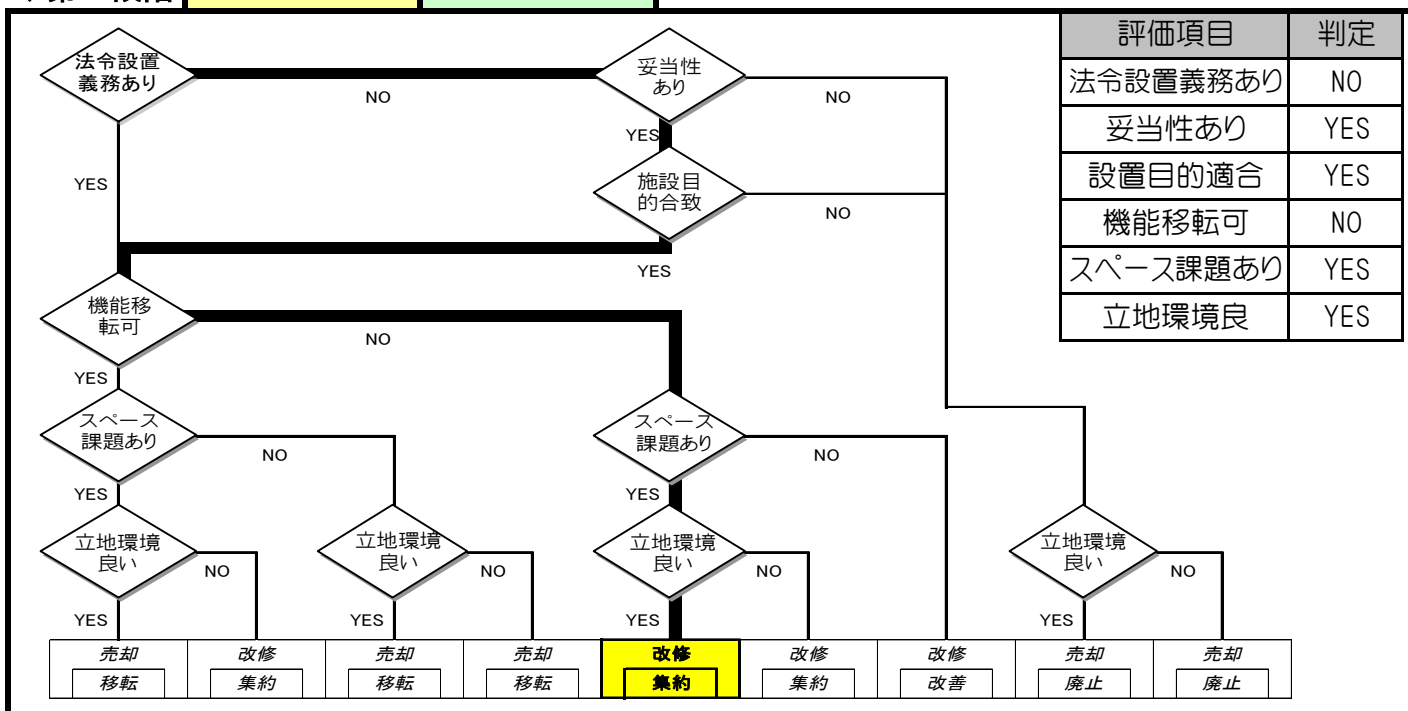 法令設置
義務あり
NO
妥当性
あり
NO
YES
YES
施設目
的合致
NO
YES
機能移
転可
NO
YES
スペース
課題あり
NO
YES
スペース
課題あり
NO
YES
立地環境
良い
NO
YES
立地環境
良い
NO
YES
立地環境
良い
NO
YES
立地環境
良い
NO
YES
売却
移転
改修
集約
売却
移転
売却
移転
改修
集約
改修
集約
改修
改善
売却
廃止
売却
廃止
評価項目 判定
法令設置義務あり NO
妥当性あり YES
設置目的適合 YES
機能移転可 NO
スペース課題あり YES
立地環境良 YES